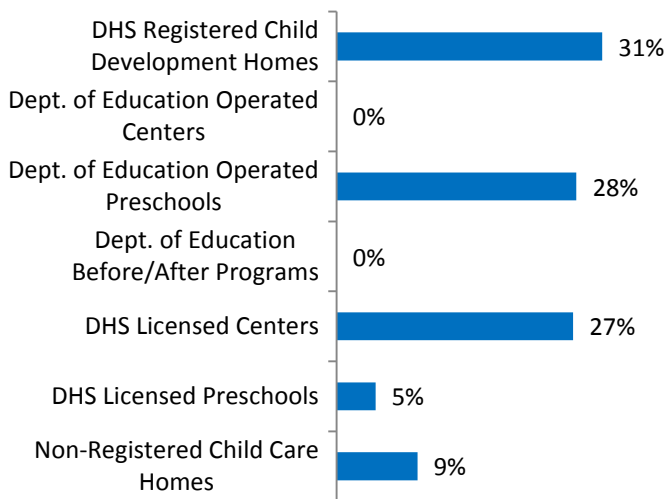 DHS Registered Child
Development Homes
31%
Dept. of Education Operated
Centers
0%
Dept. of Education Operated
Preschools
28%
Dept. of Education
Before/After Programs
0%
DHS Licensed Centers
27%
DHS Licensed Preschools
5%
Non-Registered Child Care
Homes
9%